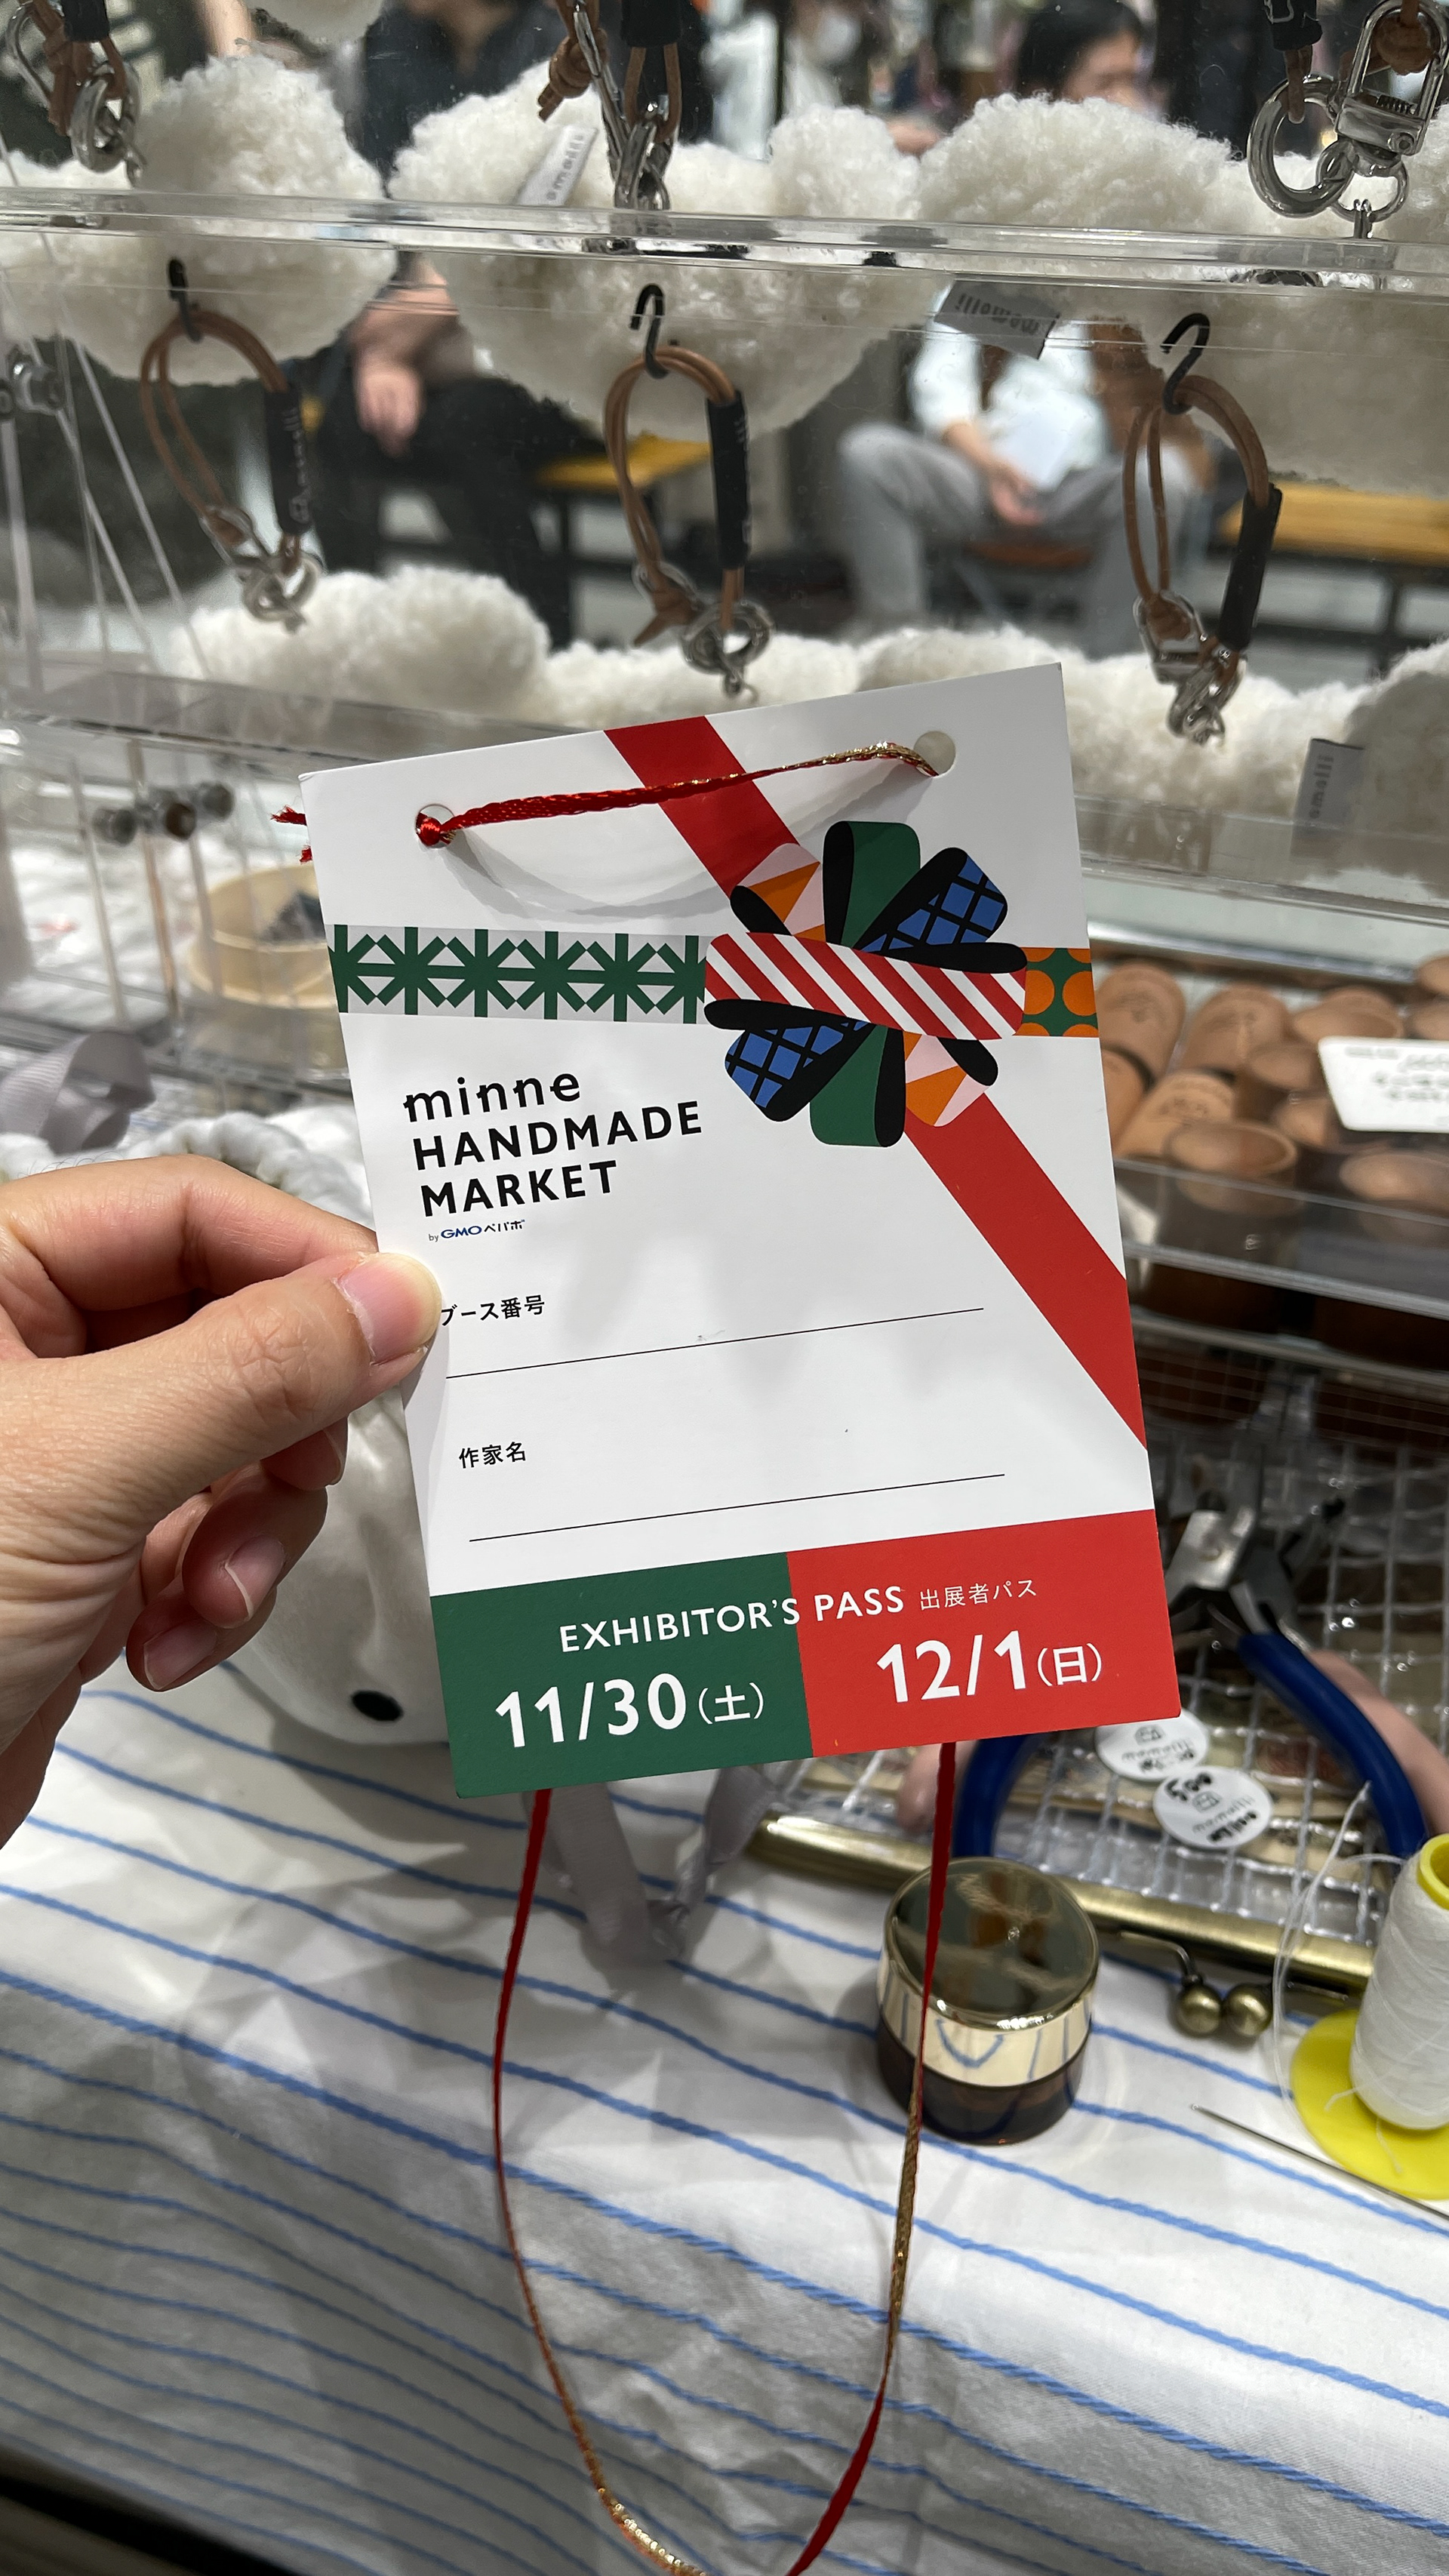 minne
HANDMADE
MARKET
by GMOペパボ
ブース番号
作家名
EXHIBITOR'S PASS 出展者パス
11/30(土)
12/1(日)